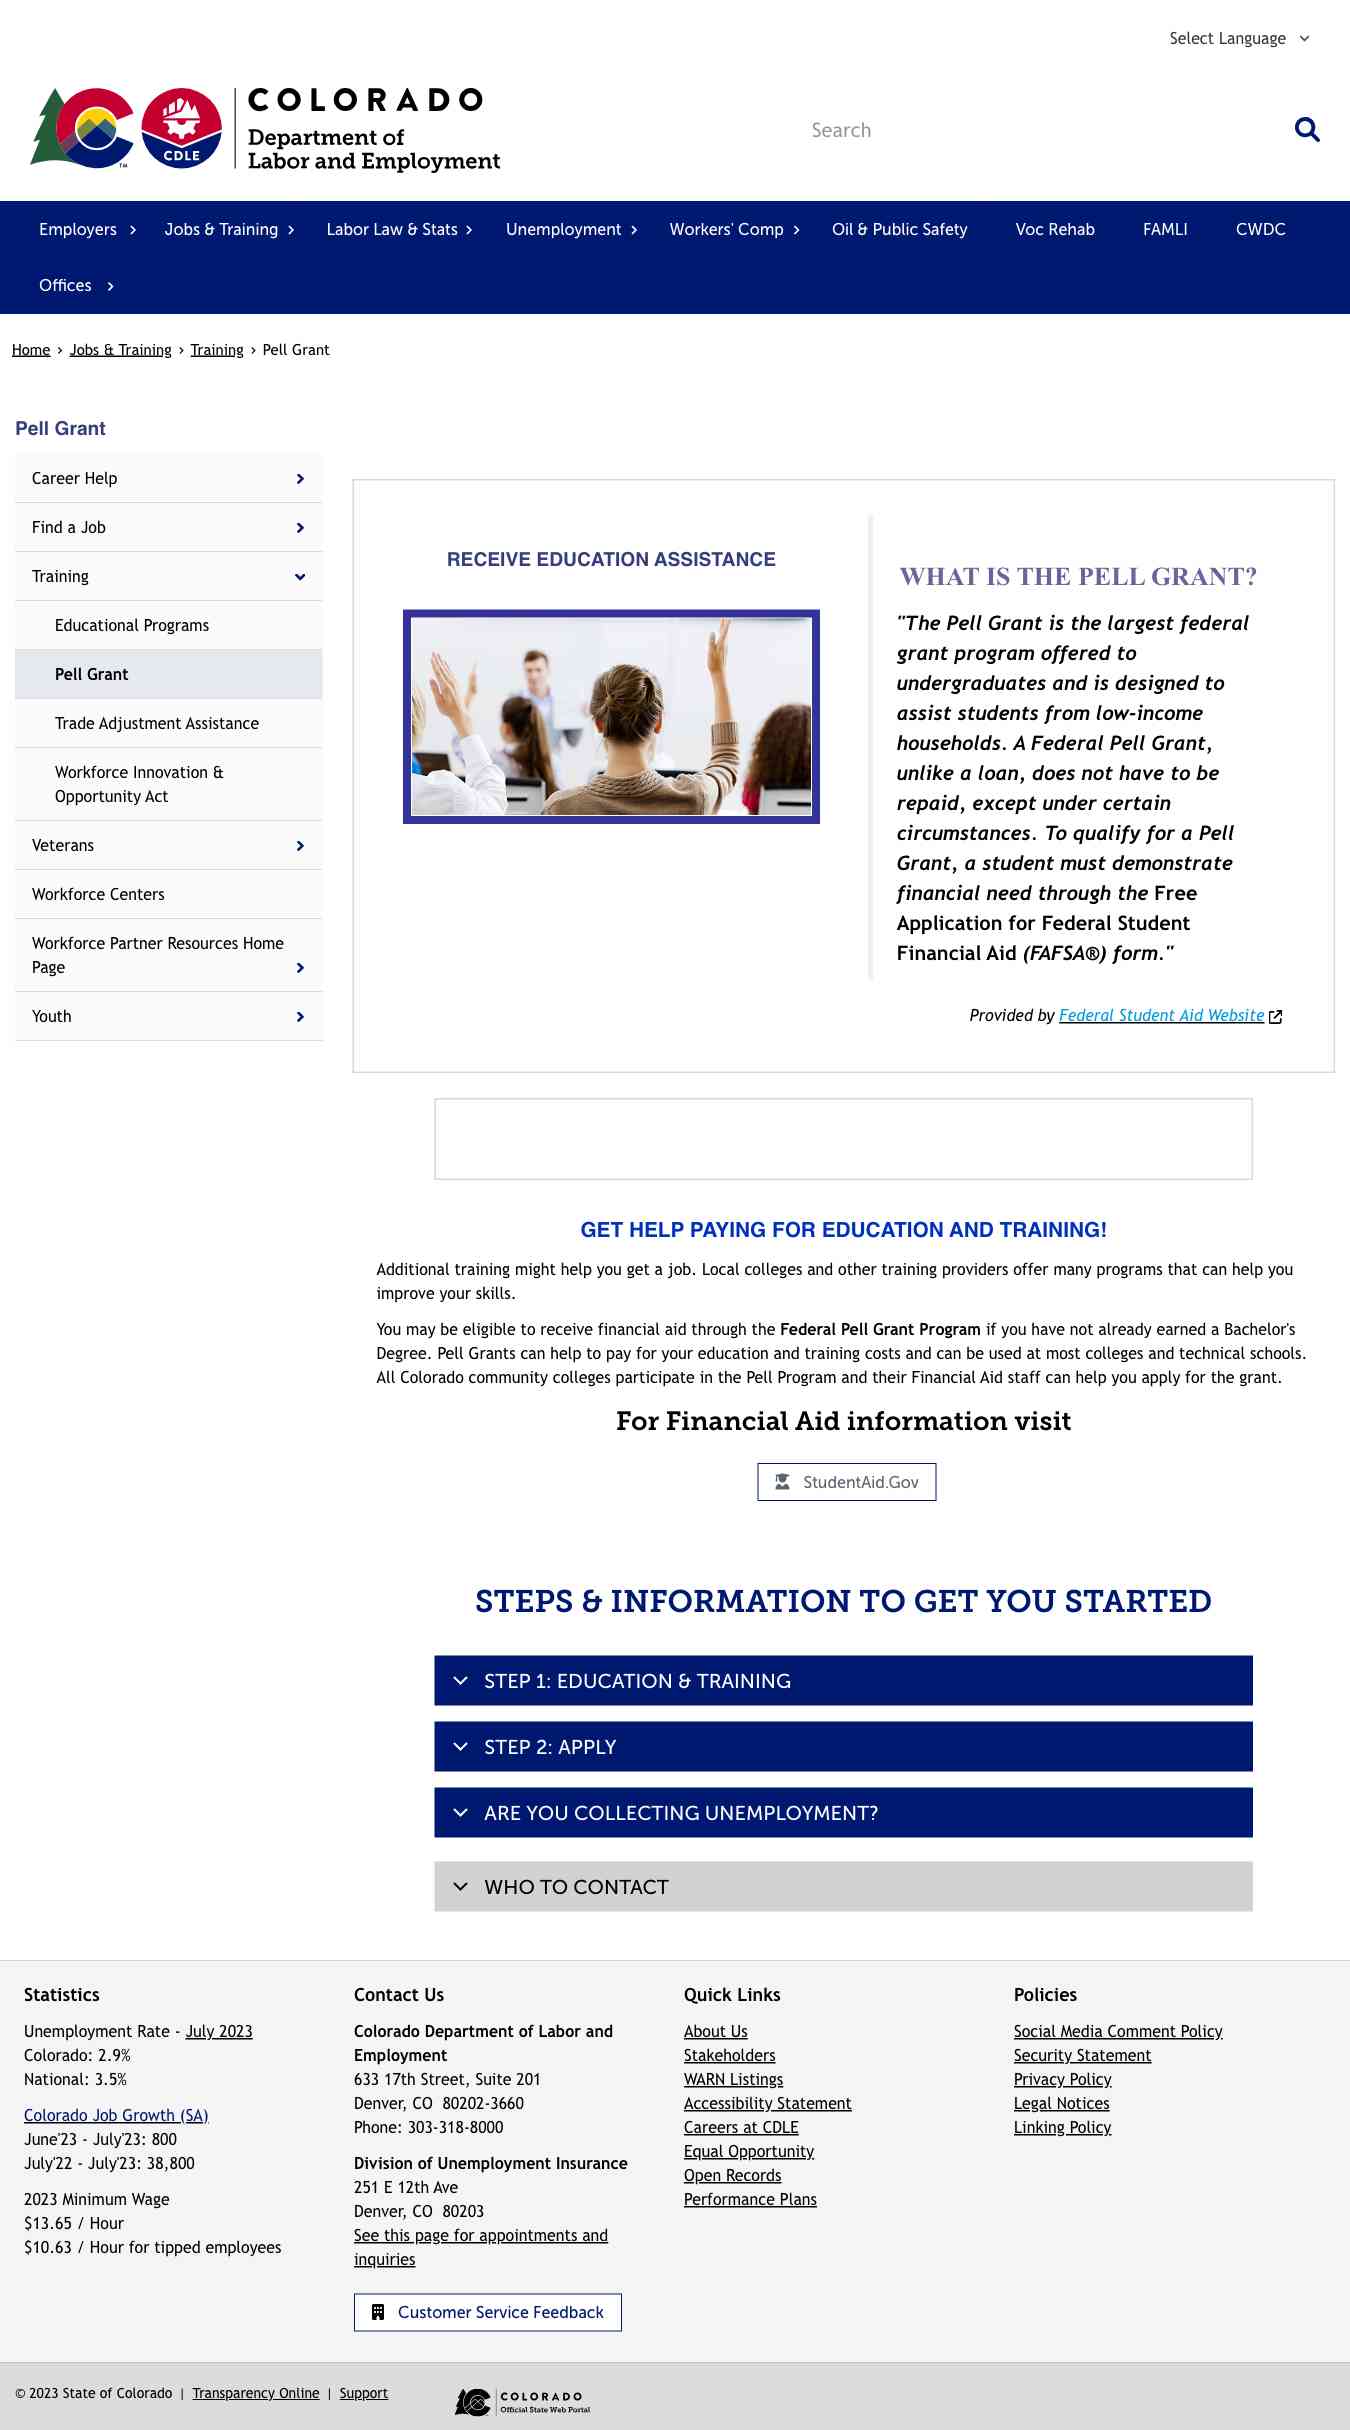 Select Language
COLORADO
Department of
Labor and Employment
CDLE
TM
Search
Employers
Jobs & Training
Labor Law & Stats
Unemployment
Workers' Comp
Oil & Public Safety
Voc Rehab
FAMLI
CWDC
Offices
Home › Jobs & Training › Training › Pell Grant
Pell Grant
Career Help
Find a Job
Training
Educational Programs
Pell Grant
Trade Adjustment Assistance
Workforce Innovation &
Opportunity Act
Veterans
Workforce Centers
Workforce Partner Resources Home
Page
Youth
RECEIVE EDUCATION ASSISTANCE
WHAT IS THE PELL GRANT?
"The Pell Grant is the largest federal
grant program offered to
undergraduates and is designed to
assist students from low-income
households. A Federal Pell Grant,
unlike a loan, does not have to be
repaid, except under certain
circumstances. To qualify for a Pell
Grant, a student must demonstrate
financial need through the Free
Application for Federal Student
Financial Aid (FAFSA®) form."
Provided by Federal Student Aid Website
GET HELP PAYING FOR EDUCATION AND TRAINING!
Additional training might help you get a job. Local colleges and other training providers offer many programs that can help you
improve your skills.
You may be eligible to receive financial aid through the Federal Pell Grant Program if you have not already earned a Bachelor's
Degree. Pell Grants can help to pay for your education and training costs and can be used at most colleges and technical schools.
All Colorado community colleges participate in the Pell Program and their Financial Aid staff can help you apply for the grant.
For Financial Aid information visit
StudentAid.Gov
STEPS & INFORMATION TO GET YOU STARTED
STEP 1: EDUCATION & TRAINING
STEP 2: APPLY
ARE YOU COLLECTING UNEMPLOYMENT?
WHO TO CONTACT
Statistics
Unemployment Rate - July 2023
Colorado: 2.9%
National: 3.5%
Colorado Job Growth (SA)
June'23 - July'23: 800
July'22 - July'23: 38,800
2023 Minimum Wage
$13.65 / Hour
$10.63 / Hour for tipped employees
Contact Us
Colorado Department of Labor and
Employment
633 17th Street, Suite 201
Denver, CO  80202-3660
Phone: 303-318-8000
Division of Unemployment Insurance
251 E 12th Ave
Denver, CO  80203
See this page for appointments and
inquiries
Customer Service Feedback
Quick Links
About Us
Stakeholders
WARN Listings
Accessibility Statement
Careers at CDLE
Equal Opportunity
Open Records
Performance Plans
Policies
Social Media Comment Policy
Security Statement
Privacy Policy
Legal Notices
Linking Policy
© 2023 State of Colorado | Transparency Online | Support
COLORADO
Official State Web Portal